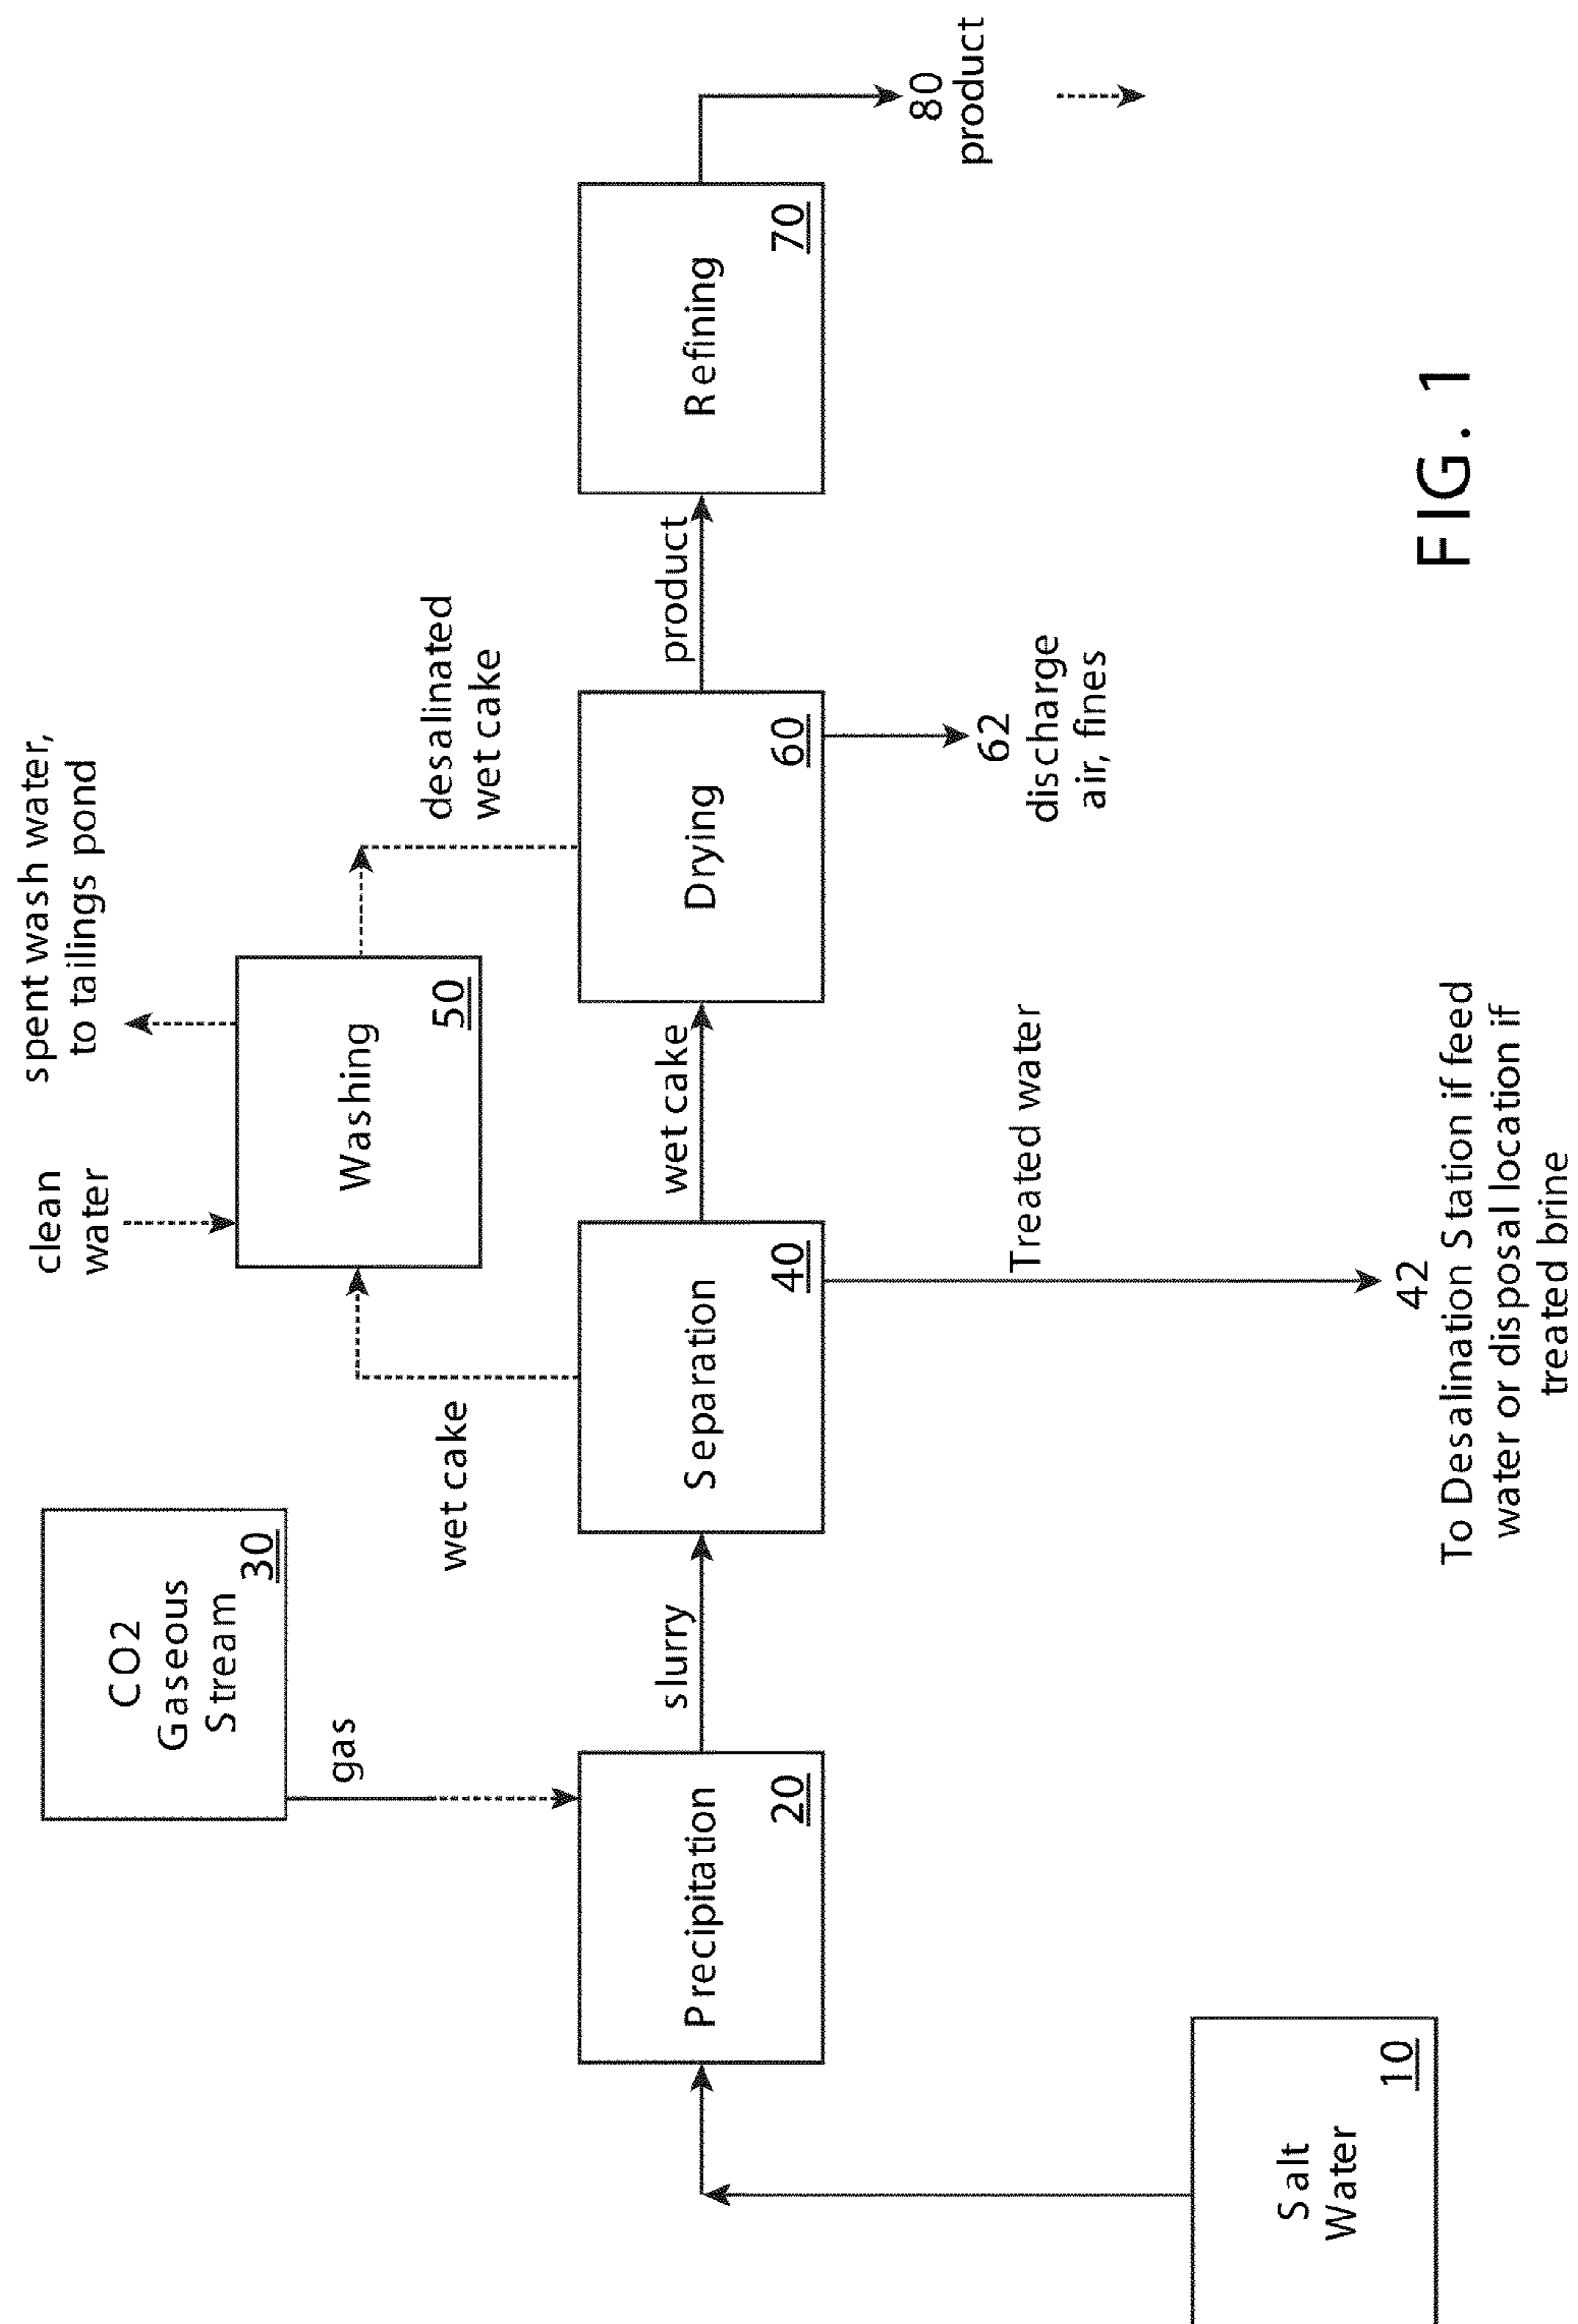 CO2
Gaseous
Stream
30
gas
clean
water
spent wash water,
to tailings pond
Washing
50
wet cake
desalinated
wet cake
Precipitation
20
slurry
Separation
40
wet cake
Drying
60
product
Refining
70
80
product
Salt
Water
10
Treated water
42
To Desalination Station if feed
water or disposal location if
treated brine
62
discharge
air, fines
FIG. 1